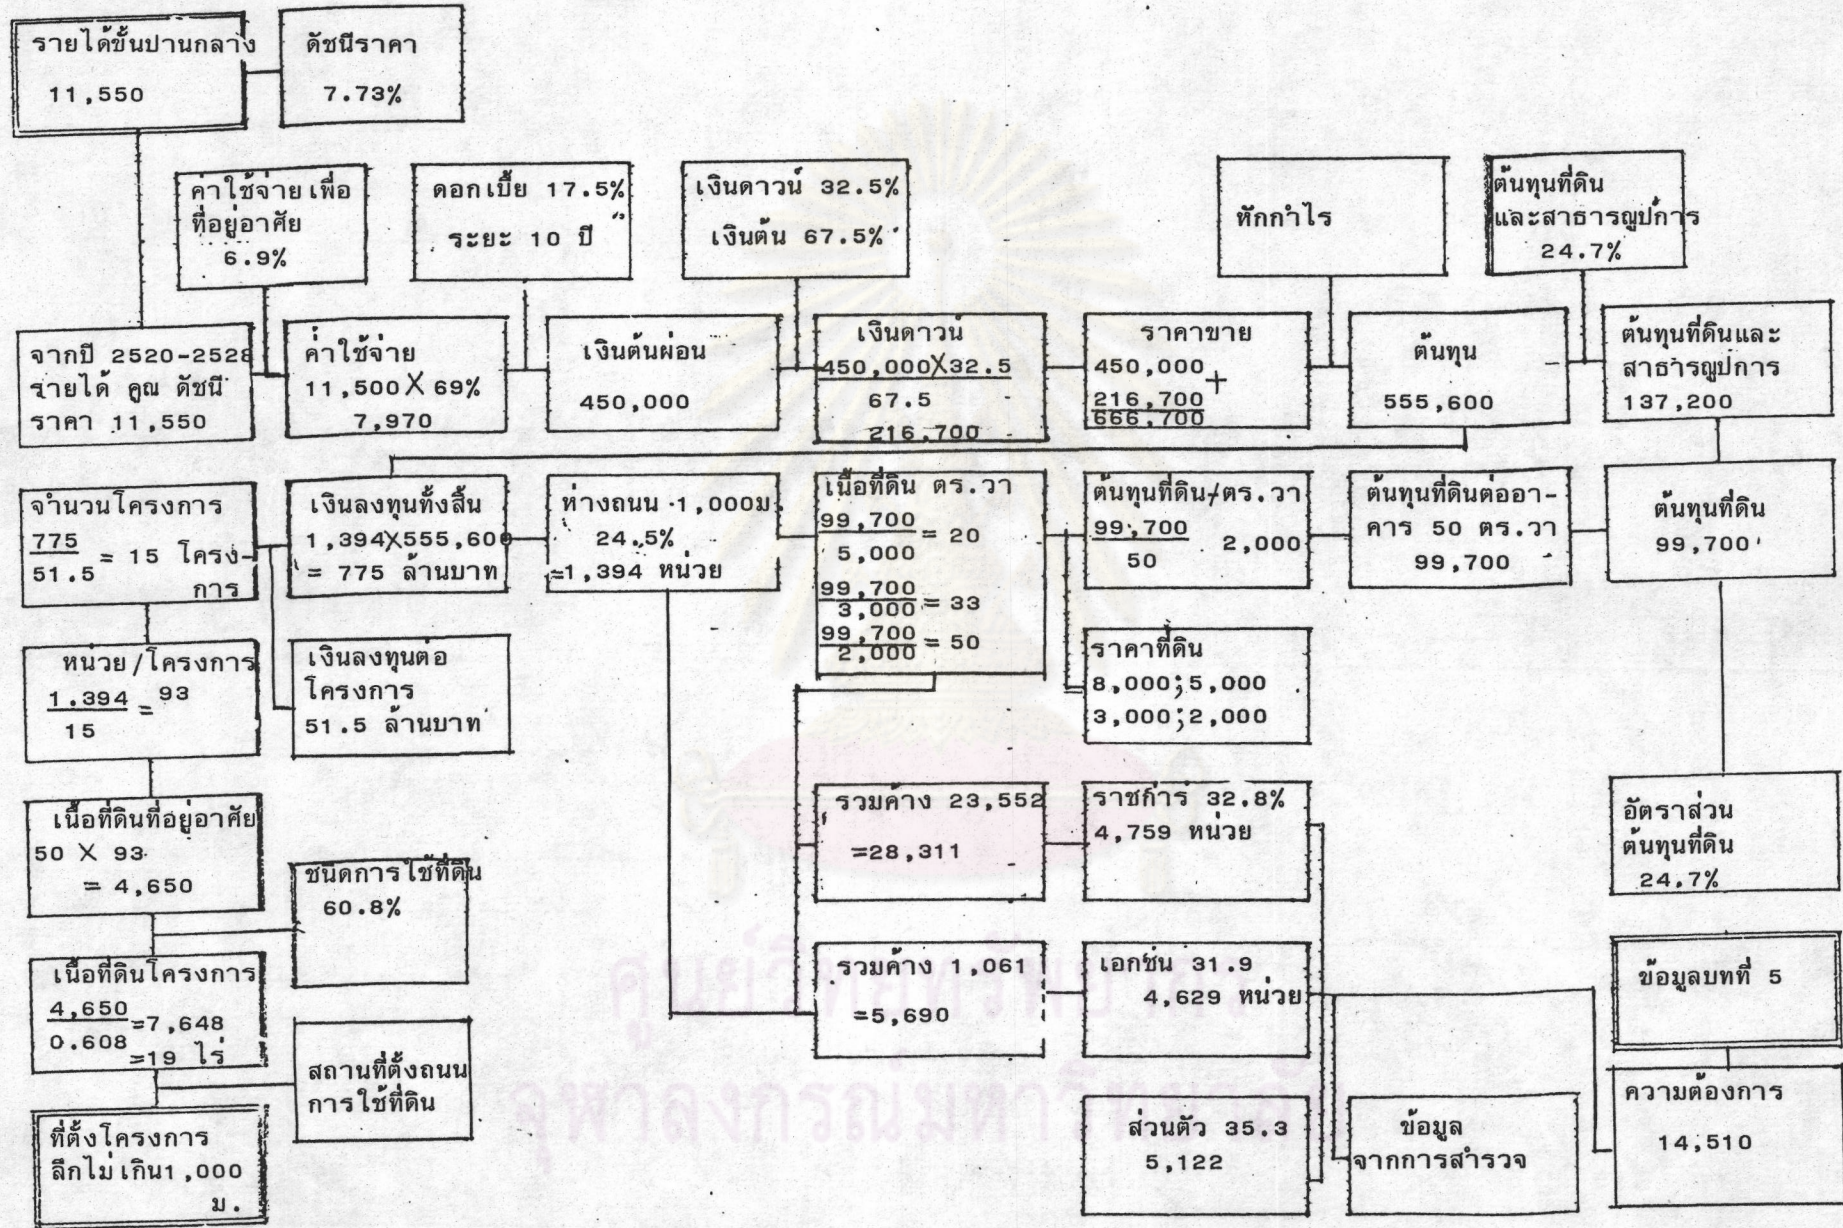 รายได้ขั้นปานกลาง
11,550
ดัชนีราคา
7.73%
ค่าใช้จ่ายเพื่อ
ที่อยู่อาศัย
6.9%
ดอกเบี้ย 17.5%
ระยะ 10 ปี
เงินดาวน์ 32.5%
เงินต้น 67.5%
หักกำไร
ต้นทุนที่ดิน
และสาธารณูปการ
24.7%
จากปี 2520-2528
รายได้ คูณ ดัชนี
ราคา 11,550
ค่าใช้จ่าย
11,500 X 69%
7,970
เงินต้นผ่อน
450,000
เงินดาวน์
450,000X32.5
67.5
216,700
ราคาขาย
450,000
+
216,700
666,700
ต้นทุน
555,600
ต้นทุนที่ดินและ
สาธารณูปการ
137,200
จำนวนโครงการ
775
51.5
= 15 โครง-
การ
เงินลงทุนทั้งสิ้น
1,394X555,600
= 775 ล้านบาท
ห่างถนน 1,000ม.
24.5%
=1,394 หน่วย
เนื้อที่ดิน ตร.วา
99,700
5,000
= 20
99,700
3,000
= 33
99,700
2,000
= 50
ต้นทุนที่ดิน/ตร.วา
99,700
50
2,000
ต้นทุนที่ดินต่ออา-
คาร 50 ตร.วา
99,700
ต้นทุนที่ดิน
99,700
หน่วย/โครงการ
1.394
15
= 93
เงินลงทุนต่อ
โครงการ
51.5 ล้านบาท
ราคาที่ดิน
8,000;5,000
3,000;2,000
เนื้อที่ดินที่อยู่อาศัย
50 X 93
= 4,650
ชนิดการใช้ที่ดิน
60.8%
รวมค้าง 23,552
=28,311
ราชการ 32.8%
4,759 หน่วย
อัตราส่วน
ต้นทุนที่ดิน
24.7%
เนื้อที่ดินโครงการ
4,650
0.608
=7,648
=19 ไร่
รวมค้าง 1,061
=5,690
เอกชน 31.9
4,629 หน่วย
ข้อมูลบทที่ 5
สถานที่ตั้งถนน
การใช้ที่ดิน
ที่ตั้งโครงการ
ลึกไม่เกิน1,000
ม.
ส่วนตัว 35.3
5,122
ข้อมูล
จากการสำรวจ
ความต้องการ
14,510
ศูนย์วิทยทรัพยากร
จุฬาลงกรณ์มหาวิทยาลัย